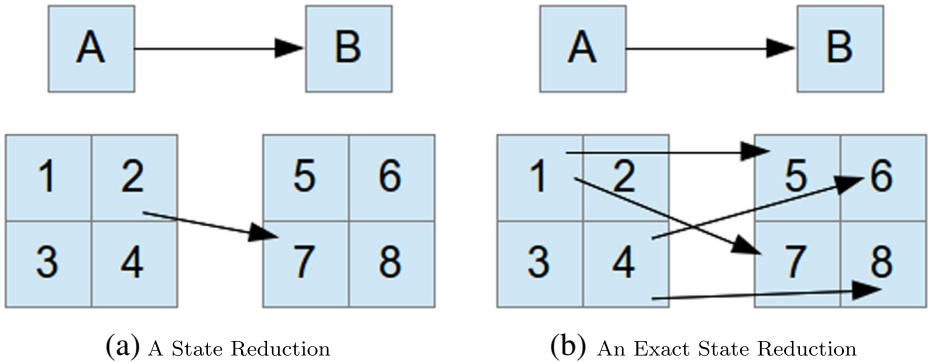 A B A B
1 2 5 6 1 2 5 6
3 4 7 8 3 4 7 8
(a) A State Reduction (b) An Exact State Reduction